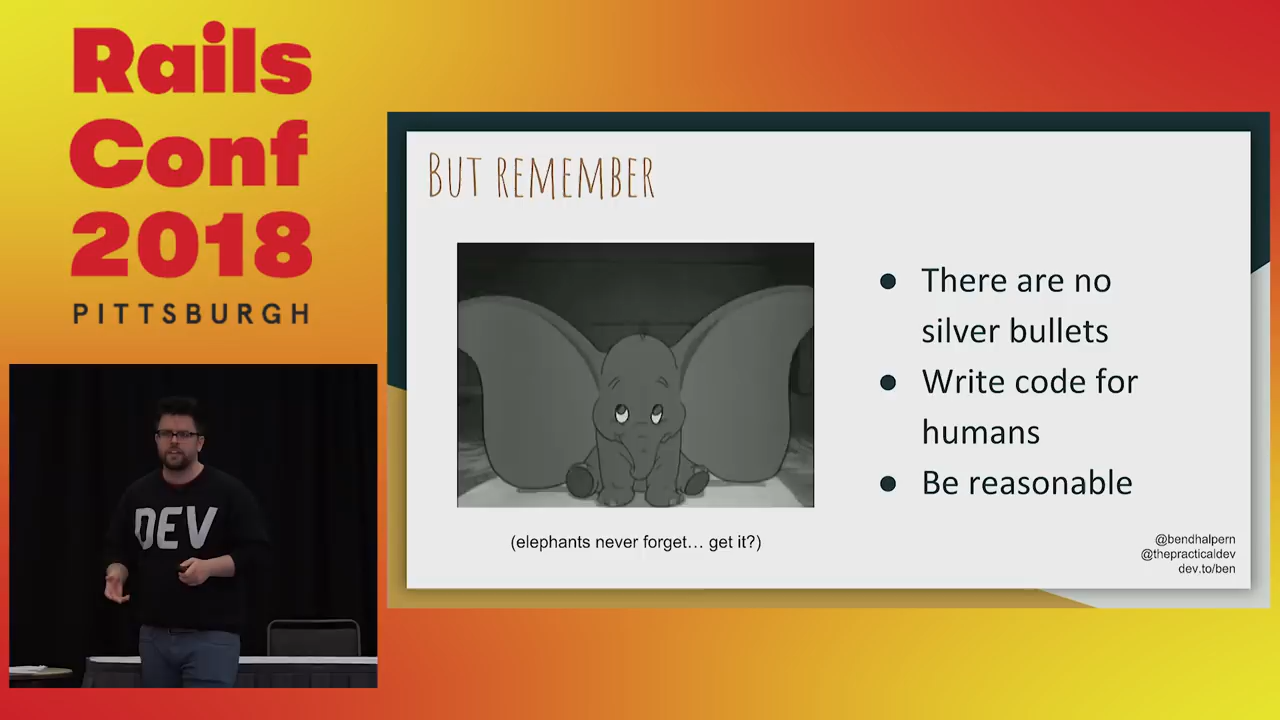 Rails
Conf
2018
PITTSBURGH
DEV
BUT REMEMBER
There are no
silver bullets
Write code for
humans
Be reasonable
(elephants never forget... get it?)
@bendhalpern
@thepracticaldev
dev.to/ben